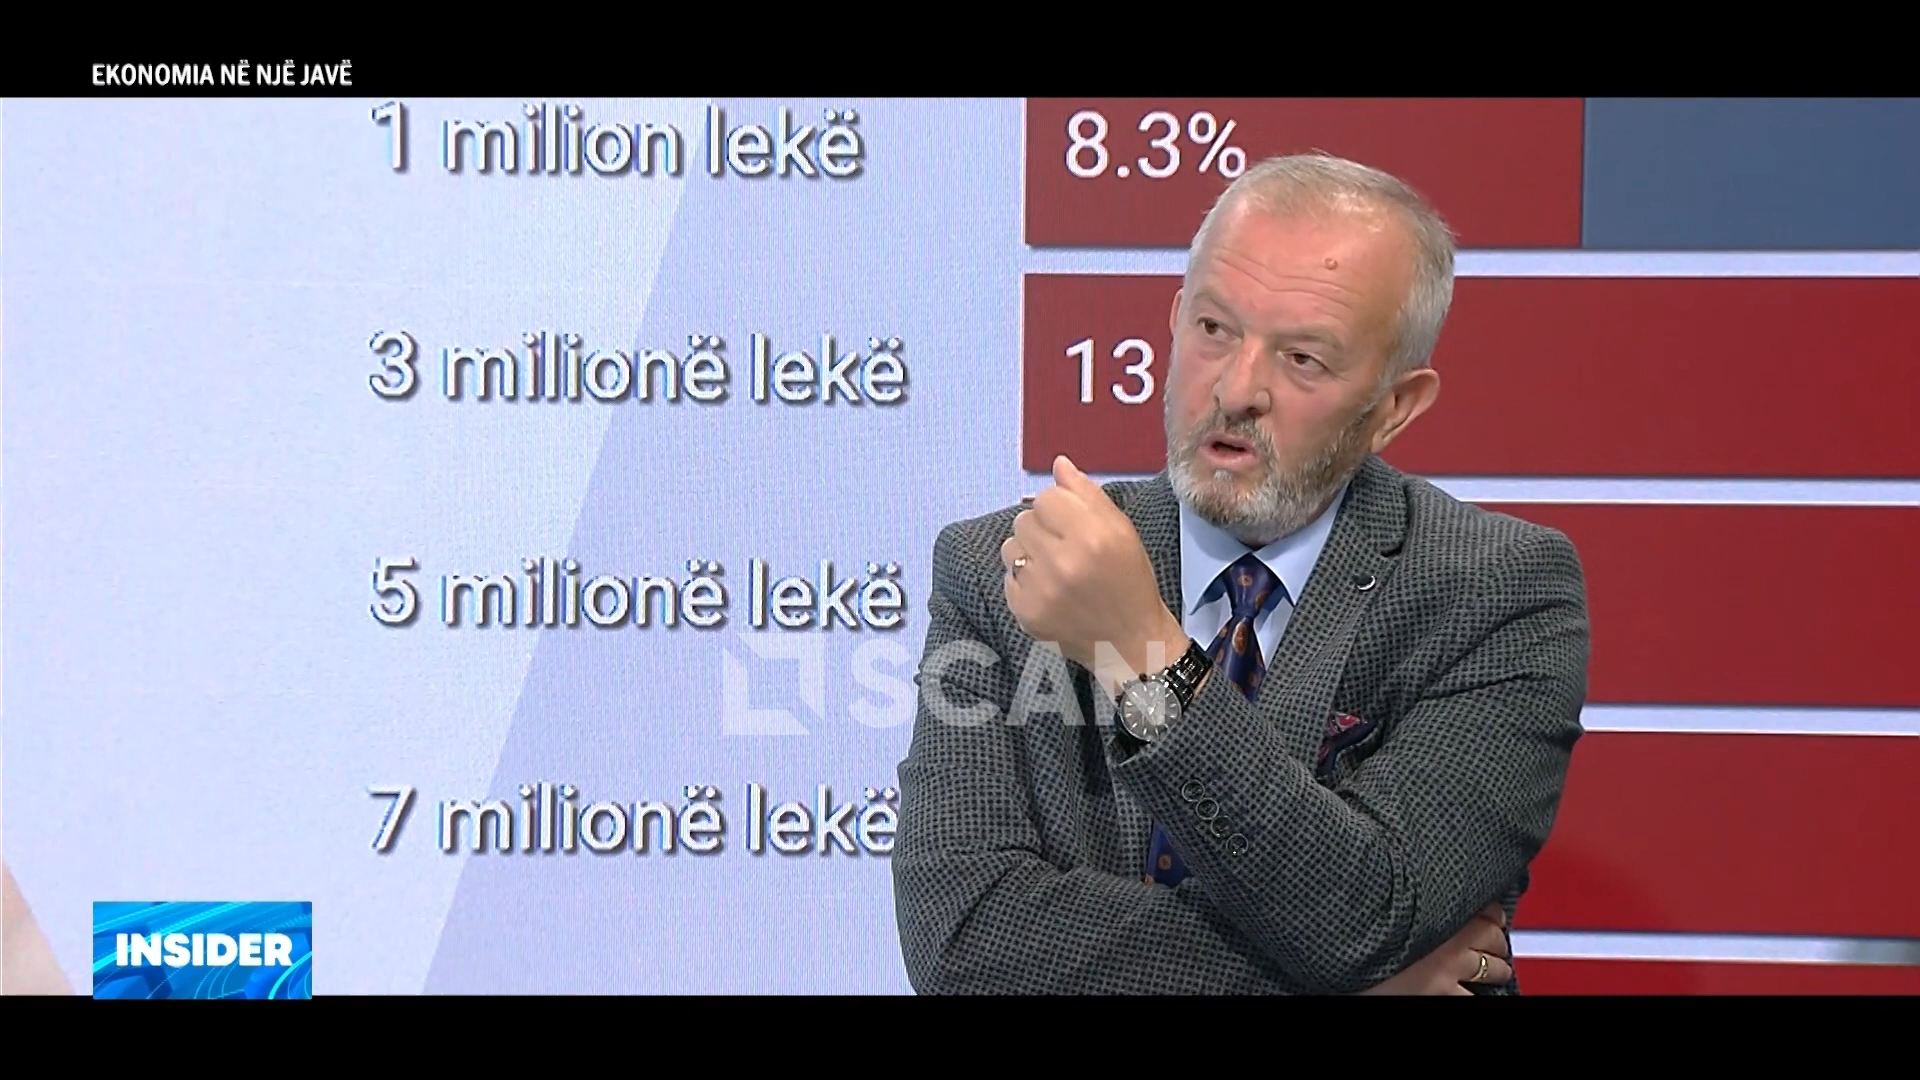 EKONOMIA NË NJË JAVË
1 milion lekë 8.3%
3 milionë lekë 13
5 milionë lekë
7 milionë lekë
SCAN
INSIDER